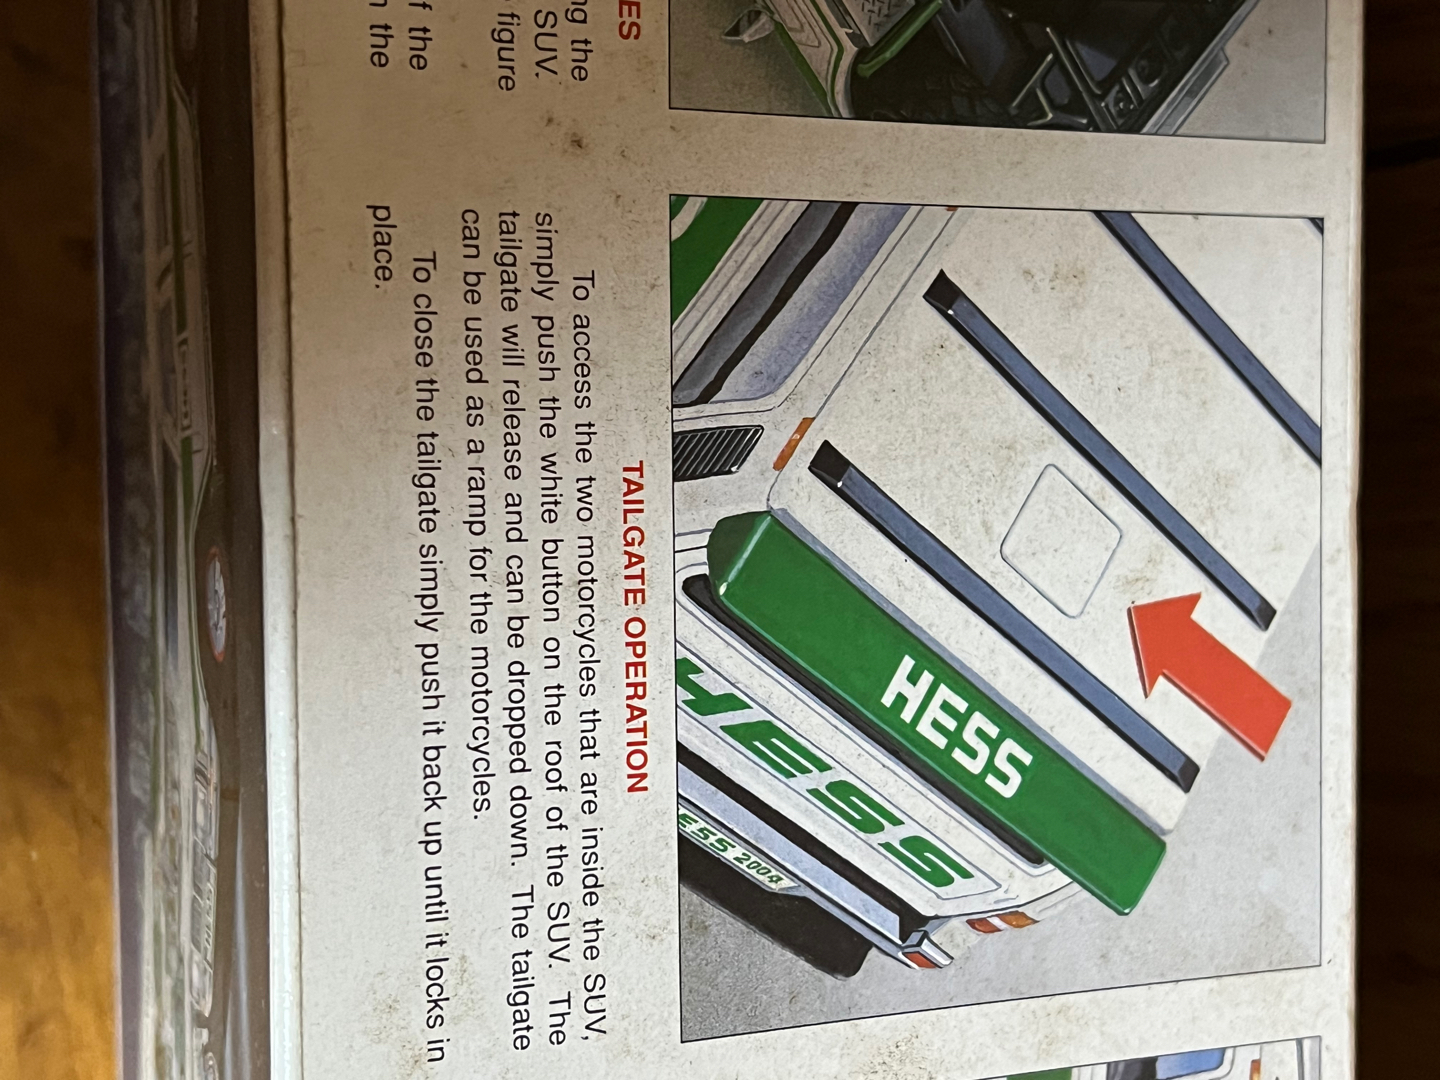 ES
ng the
SUV.
figure
f the
the
HESS
HESS
ESS 2004
TAILGATE OPERATION
To access the two motorcycles that are inside the SUV,
simply push the white button on the roof of the SUV. The
tailgate will release and can be dropped down. The tailgate
can be used as a ramp for the motorcycles.
To close the tailgate simply push it back up until it locks in
place.